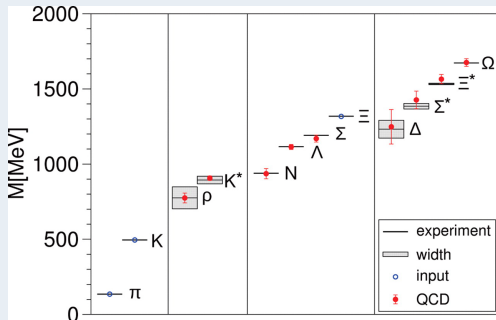 2000
1500
1000
500
0
M[MeV]
π
K
ρ
K*
N
Λ
Σ
Ξ
Δ
Σ*
Ξ*
Ω
experiment
width
input
QCD